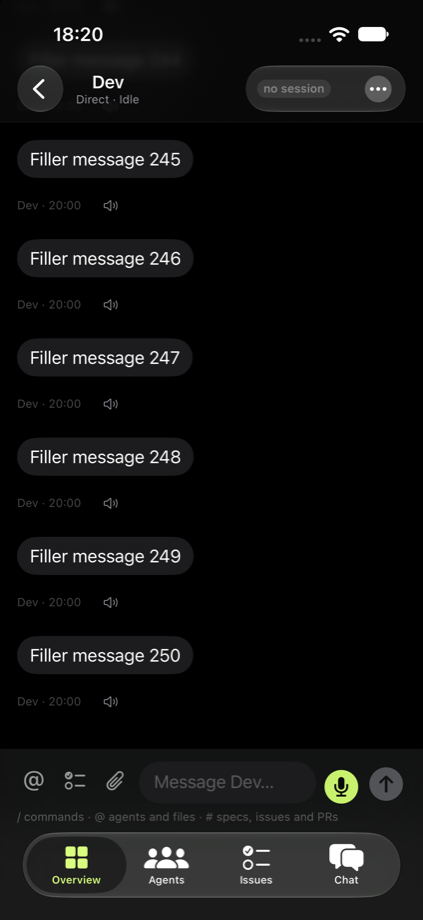 18:20
Dev
Direct · Idle
no session
Filler message 245
Dev · 20:00
Filler message 246
Dev · 20:00
Filler message 247
Dev · 20:00
Filler message 248
Dev · 20:00
Filler message 249
Dev · 20:00
Filler message 250
Dev · 20:00
@
Message Dev...
/ commands · @ agents and files · # specs, issues and PRs
Overview
Agents
Issues
Chat